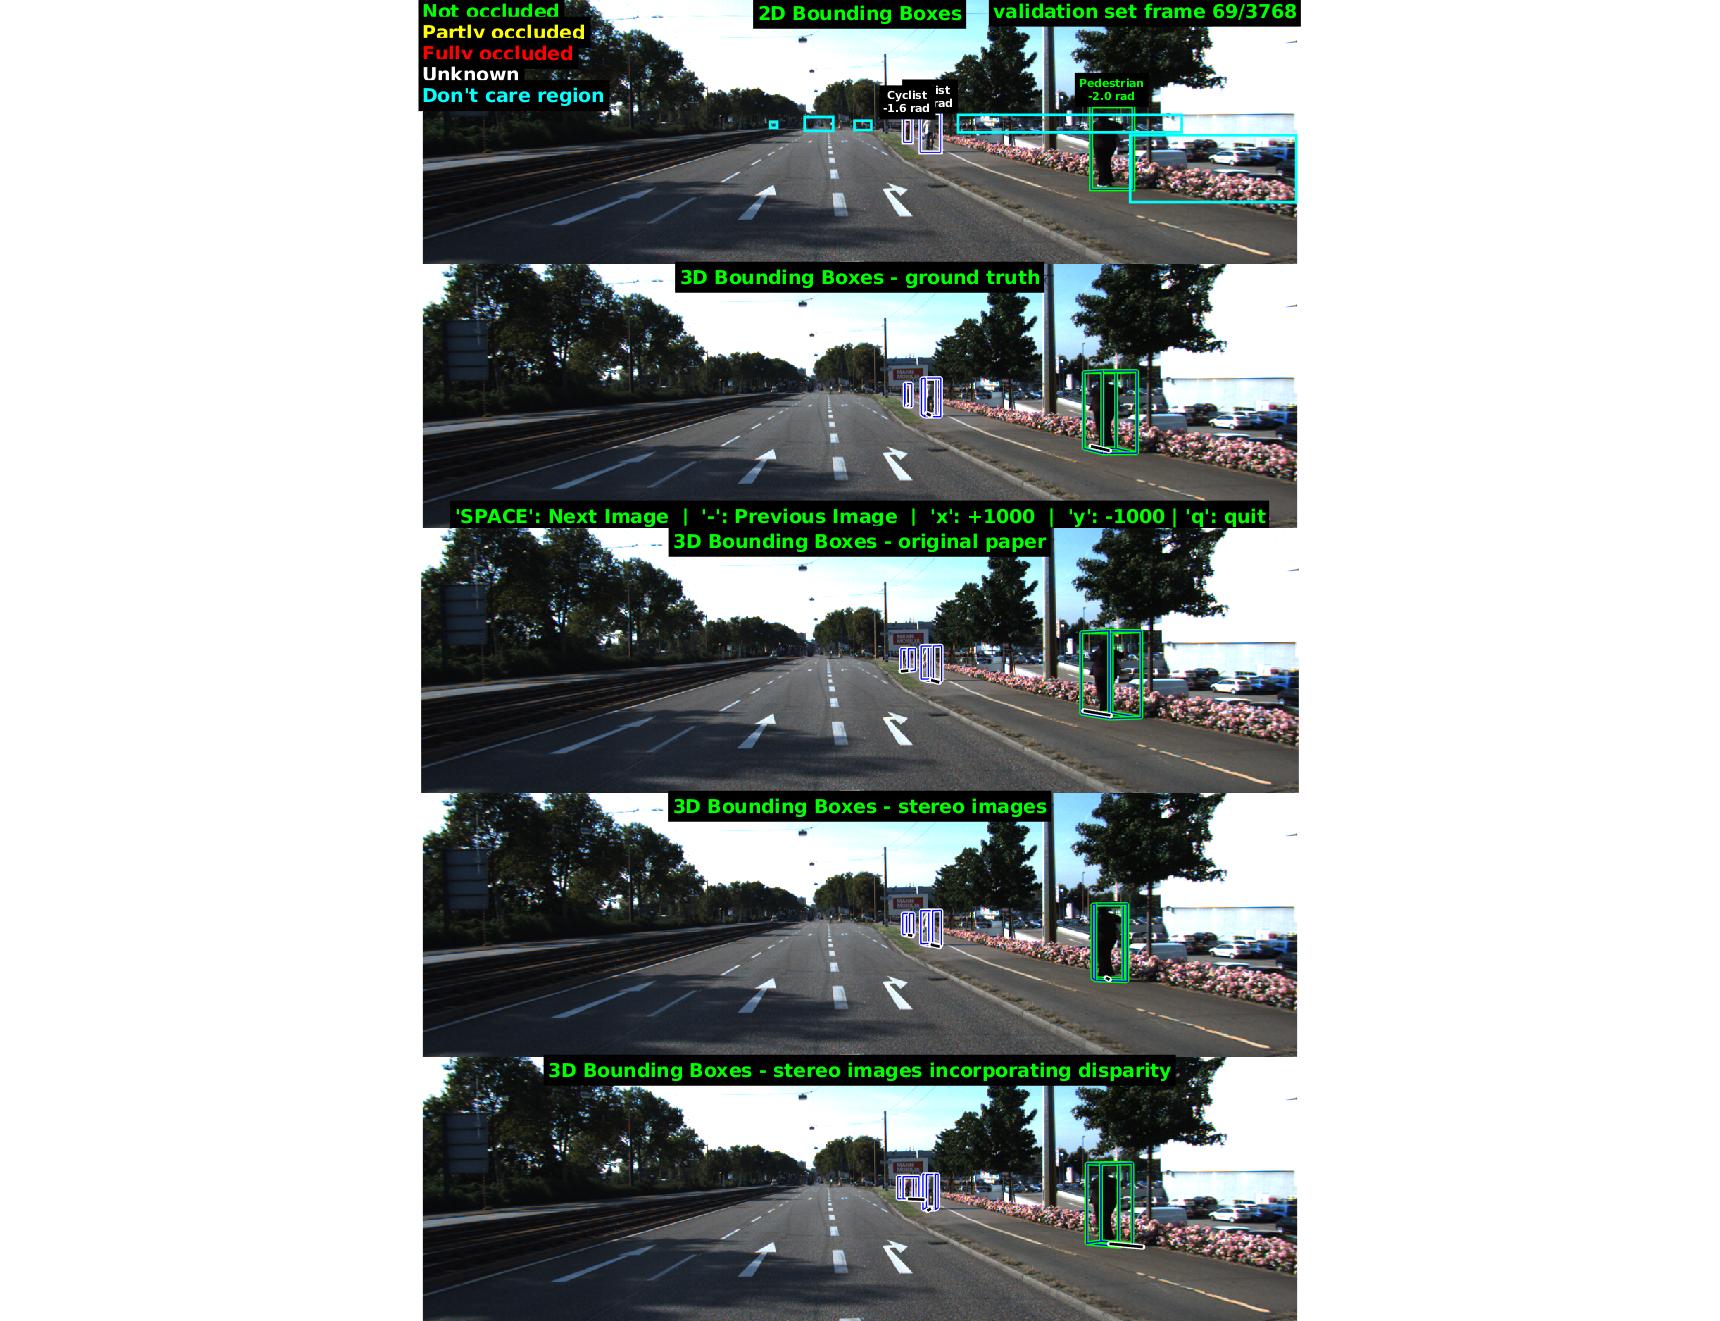 Not occluded
Partly occluded
Fully occluded
Unknown
Don't care region
2D Bounding Boxes
validation set frame 69/3768
Cyclist
-1.6 rad
ist
rad
Pedestrian
-2.0 rad
3D Bounding Boxes - ground truth
'SPACE': Next Image | '-': Previous Image | 'x': +1000 | 'y': -1000 | 'q': quit
3D Bounding Boxes - original paper
3D Bounding Boxes - stereo images
3D Bounding Boxes - stereo images incorporating disparity